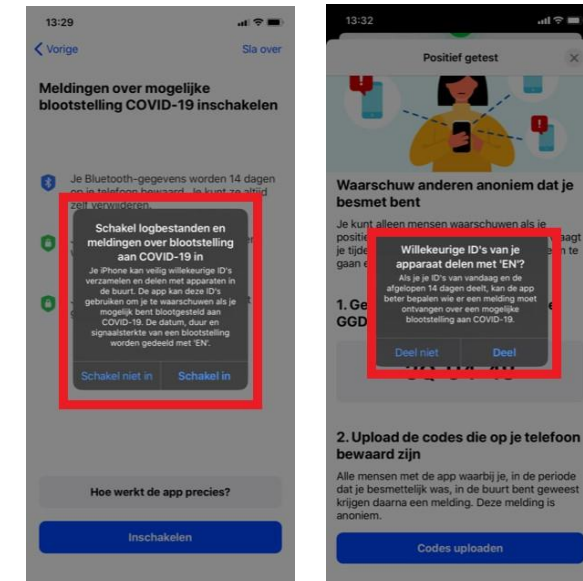 13:29
Vorige
Sla over
Meldingen over mogelijke
blootstelling COVID-19 inschakelen
Je Bluetooth-gegevens worden 14 dagen
op je telefoon bewaard. Je kunt ze altijd
zelf verwijderen.
Schakel logbestanden en
meldingen over blootstelling
aan COVID-19 in
Je iPhone kan veilig willekeurige ID's
verzamelen en delen met apparaten in
de buurt. De app kan deze ID's
gebruiken om je te waarschuwen als je
mogelijk bent blootgesteld aan
COVID-19. De datum, duur en
signaalsterkte van een blootstelling
worden gedeeld met 'EN'.
Schakel niet in
Schakel in
Hoe werkt de app precies?
Inschakelen
13:32
Positief getest
Waarschuw anderen anoniem dat je
besmet bent
Je kunt alleen mensen waarschuwen als je
je tijde
gaan
Willekeurige ID's van je
apparaat delen met 'EN'?
Als je je ID's van vandaag en de
afgelopen 14 dagen deelt, kan de app
beter bepalen wie er een melding moet
ontvangen over een mogelijke
blootstelling aan COVID-19.
Deel niet
Deel
1. Ge
GGD
2. Upload de codes die op je telefoon
bewaard zijn
Alle mensen met de app waarbij je, in de periode
dat je besmettelijk was, in de buurt bent geweest
krijgen daarna een melding. Deze melding is
anoniem.
Codes uploaden